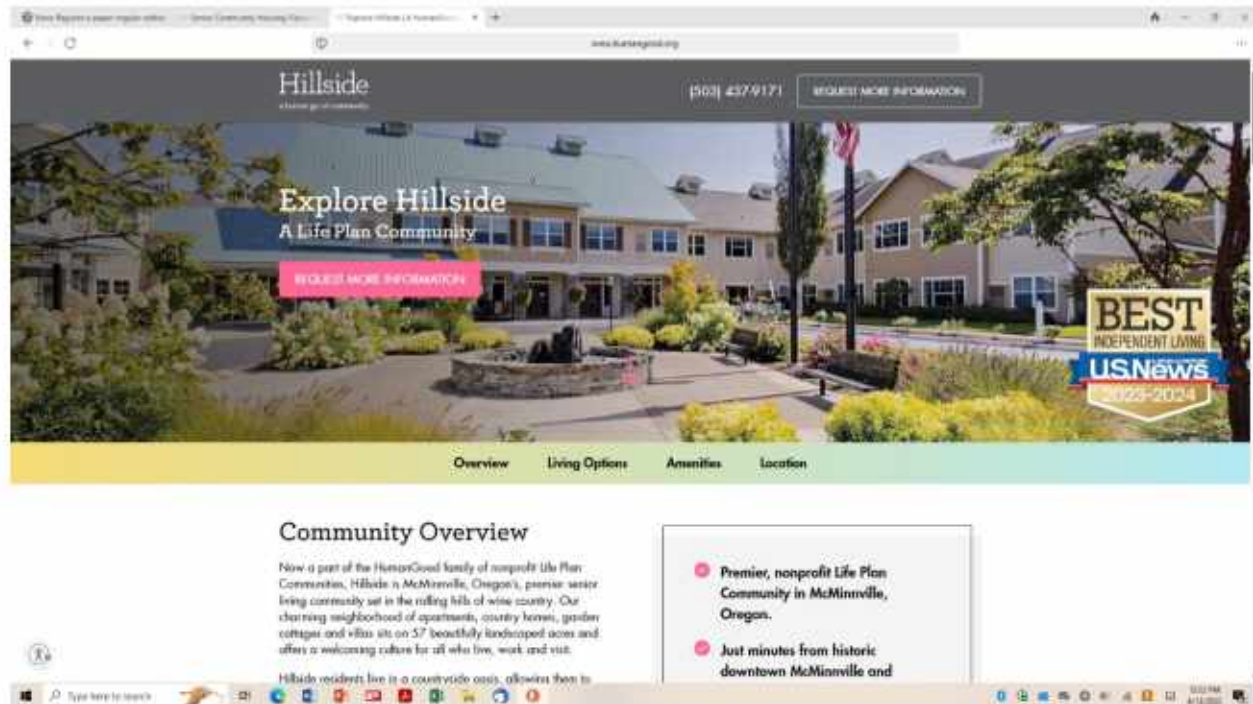 www.humangood.org
Hillside
(503) 437-9171
REQUEST MORE INFORMATION
Explore Hillside
A Life Plan Community
REQUEST MORE INFORMATION
BEST
INDEPENDENT LIVING
U.S.News
2023-2024
Overview Living Options Amenities Location
Community Overview
Now a part of the HumanGood family of nonprofit Life Plan
Communities, Hillside is McMinnville, Oregon's, premier senior
living community set in the rolling hills of wine country. Our
charming neighborhood of apartments, country homes, garden
cottages and villas sits on 57 beautifully landscaped acres and
offers a welcoming culture for all who live, work and visit.
Hillside residents live in a countryside oasis, allowing them to
Premier, nonprofit Life Plan
Community in McMinnville,
Oregon.
Just minutes from historic
downtown McMinnville and
Type here to search